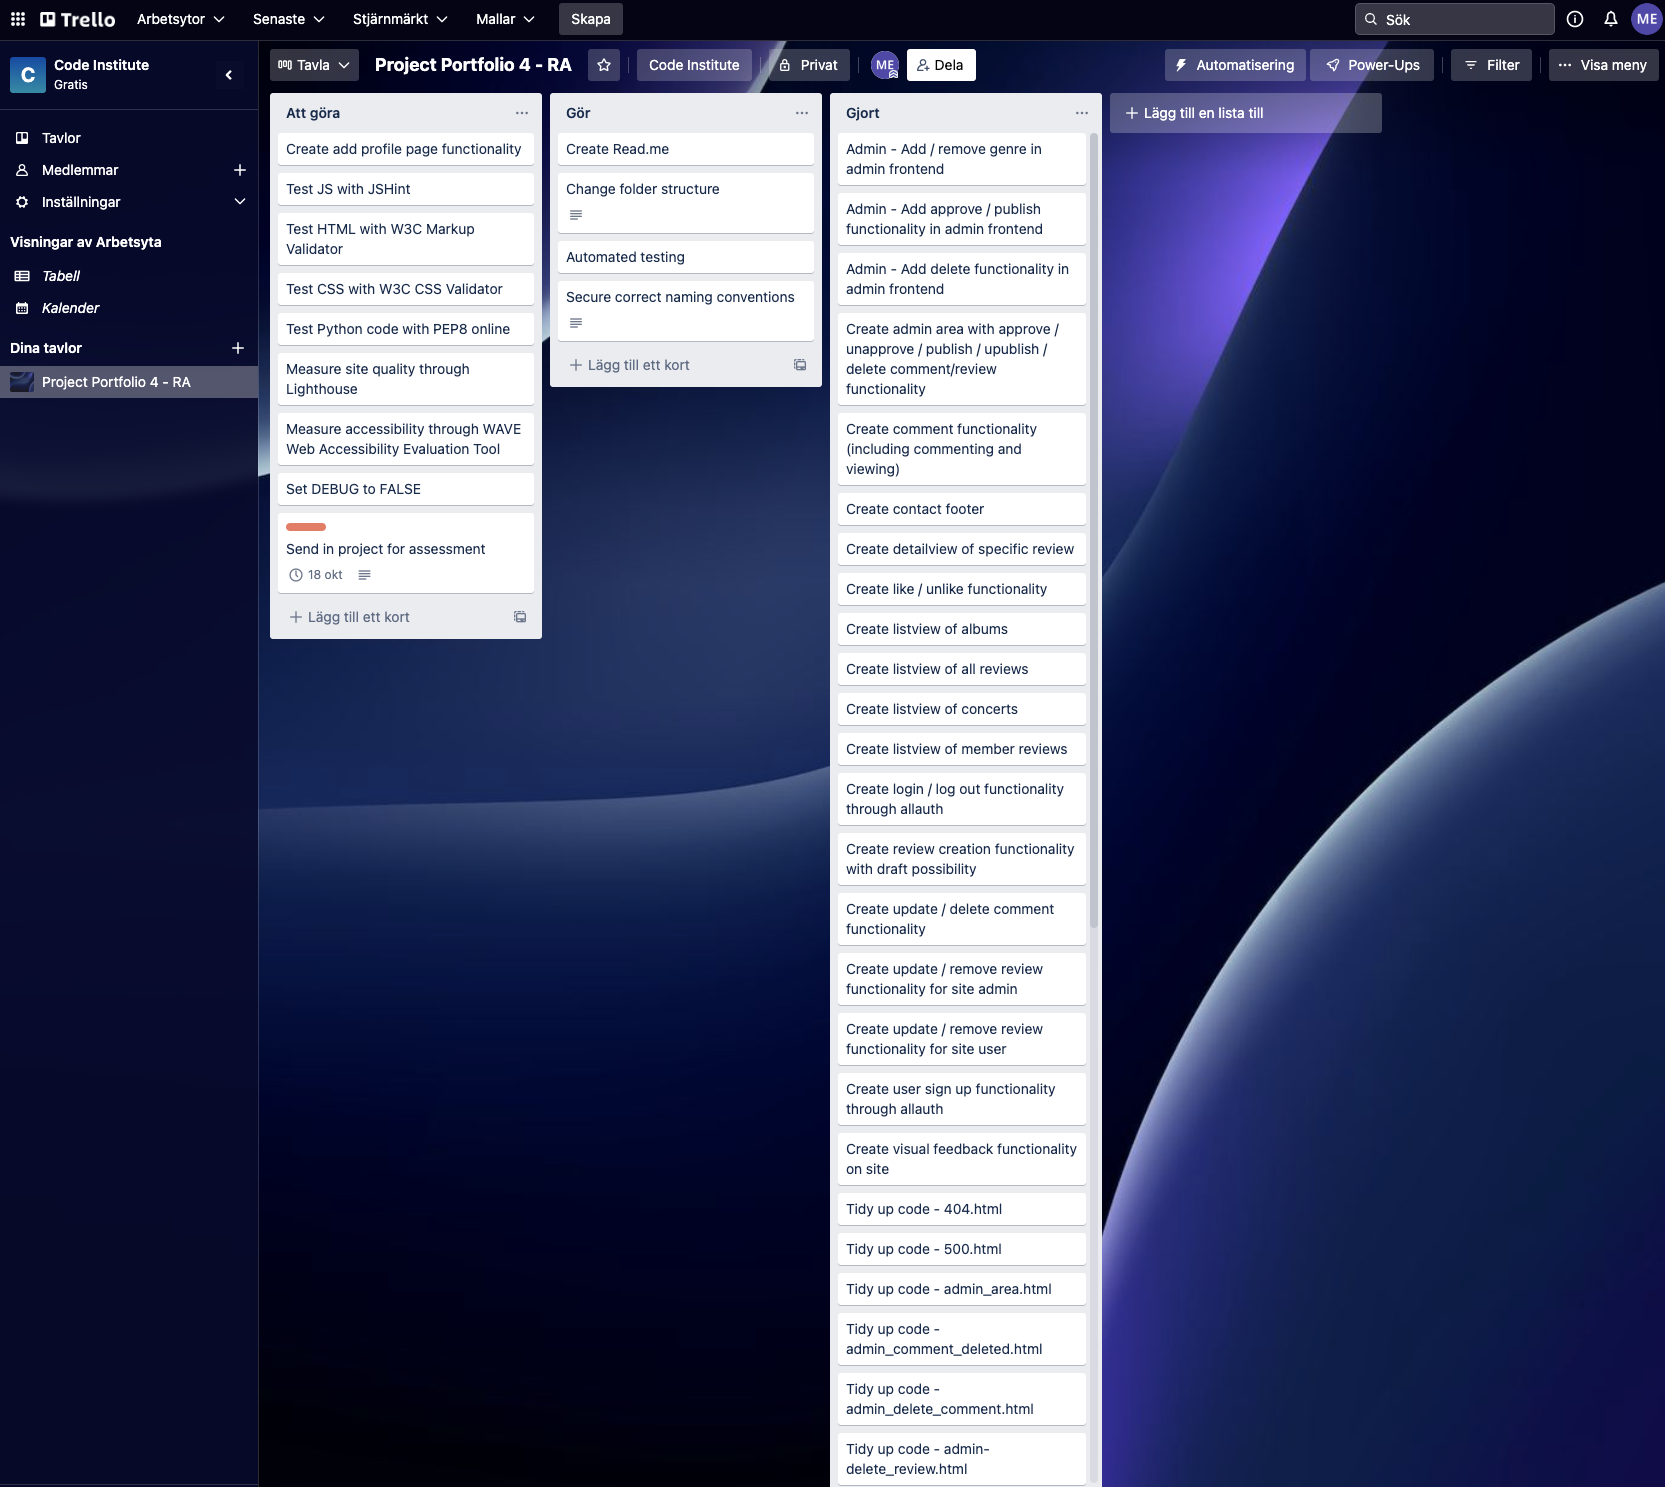 Trello Arbetsytor Senaste Stjärnmärkt Mallar Skapa Sök ME
C Code Institute
Gratis
Tavlor
Medlemmar
Inställningar
Visningar av Arbetsyta
Tabell
Kalender
Dina tavlor
Project Portfolio 4 - RA
Tavla Project Portfolio 4 - RA Code Institute Privat ME Dela Automatisering Power-Ups Filter Visa meny
Att göra
Create add profile page functionality
Test JS with JSHint
Test HTML with W3C Markup
Validator
Test CSS with W3C CSS Validator
Test Python code with PEP8 online
Measure site quality through
Lighthouse
Measure accessibility through WAVE
Web Accessibility Evaluation Tool
Set DEBUG to FALSE
Send in project for assessment
18 okt
Lägg till ett kort
Gör
Create Read.me
Change folder structure
Automated testing
Secure correct naming conventions
Lägg till ett kort
Gjort
Admin - Add / remove genre in
admin frontend
Admin - Add approve / publish
functionality in admin frontend
Admin - Add delete functionality in
admin frontend
Create admin area with approve /
unapprove / publish / upublish /
delete comment/review
functionality
Create comment functionality
(including commenting and
viewing)
Create contact footer
Create detailview of specific review
Create like / unlike functionality
Create listview of albums
Create listview of all reviews
Create listview of concerts
Create listview of member reviews
Create login / log out functionality
through allauth
Create review creation functionality
with draft possibility
Create update / delete comment
functionality
Create update / remove review
functionality for site admin
Create update / remove review
functionality for site user
Create user sign up functionality
through allauth
Create visual feedback functionality
on site
Tidy up code - 404.html
Tidy up code - 500.html
Tidy up code - admin_area.html
Tidy up code -
admin_comment_deleted.html
Tidy up code -
admin_delete_comment.html
Tidy up code - admin-
delete_review.html
Lägg till en lista till